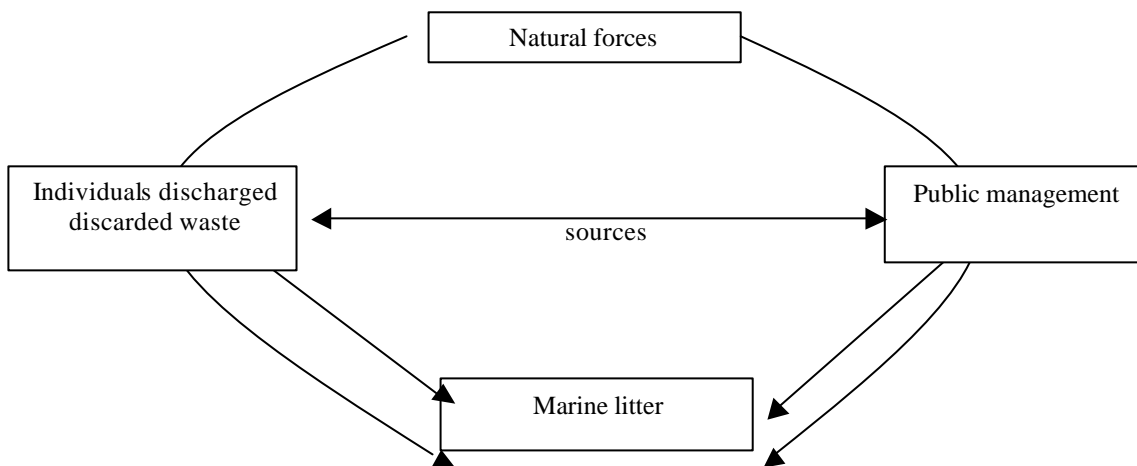 Natural forces
Individuals discharged
discarded waste
Public management
sources
Marine litter